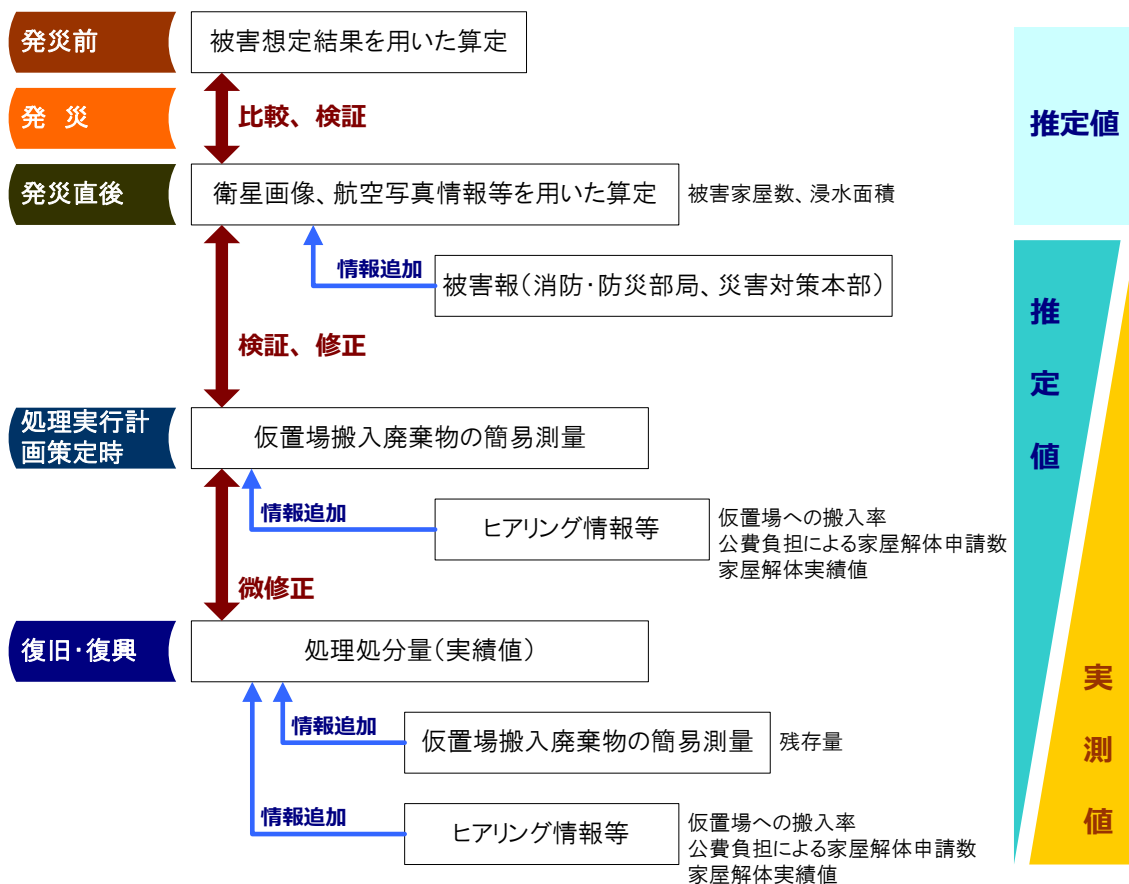 発災前
被害想定結果を用いた算定
発 災
比較、検証
推定値
発災直後
衛星画像、航空写真情報等を用いた算定
被害家屋数、浸水面積
情報追加
被害報(消防・防災部局、災害対策本部)
検証、修正
推
定
値
処理実行計
画策定時
仮置場搬入廃棄物の簡易測量
情報追加
ヒアリング情報等
仮置場への搬入率
公費負担による家屋解体申請数
家屋解体実績値
微修正
復旧・復興
処理処分量(実績値)
情報追加
仮置場搬入廃棄物の簡易測量
残存量
情報追加
ヒアリング情報等
仮置場への搬入率
公費負担による家屋解体申請数
家屋解体実績値
実
測
値